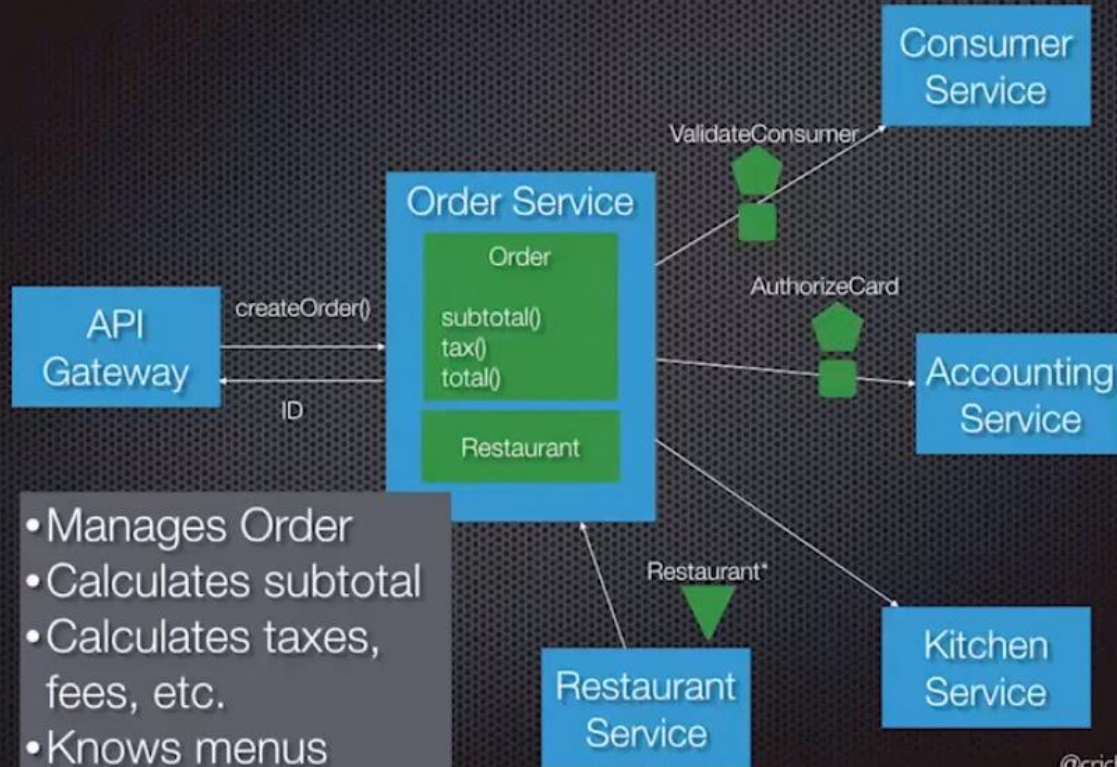 Consumer
Service
ValidateConsumer
Order Service
Order
subtotal()
tax()
total()
Restaurant
AuthorizeCard
API
Gateway
createOrder()
ID
Accounting
Service
•Manages Order
•Calculates subtotal
•Calculates taxes,
fees, etc.
•Knows menus
Restaurant*
Restaurant
Service
Kitchen
Service